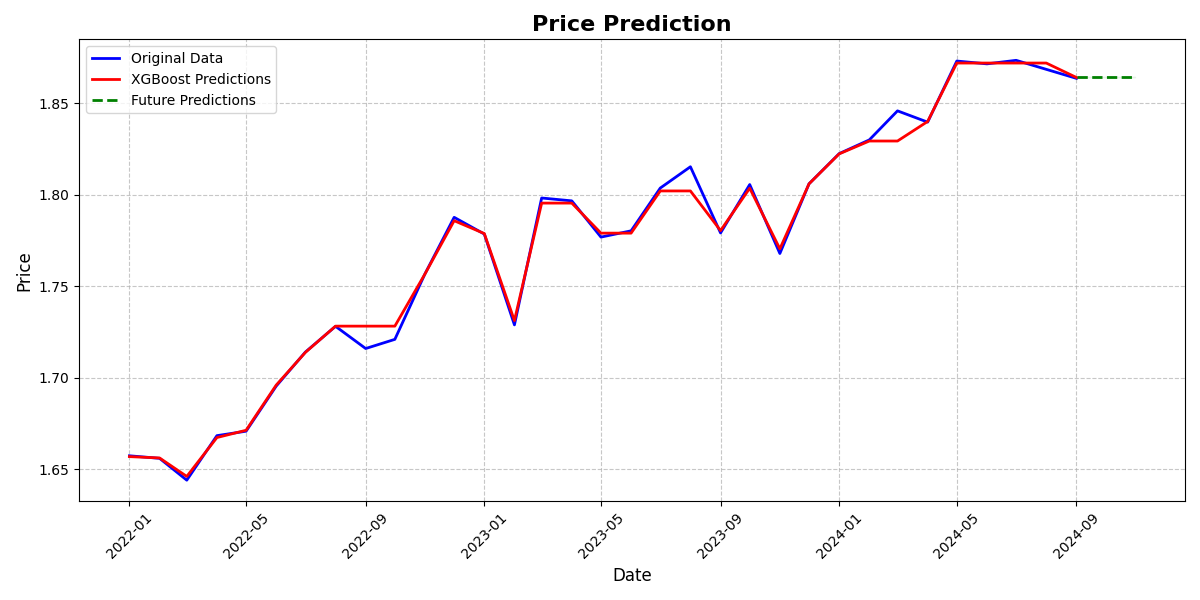 Price Prediction
Original Data
XGBoost Predictions
Future Predictions
Price
1.85
1.80
1.75
1.70
1.65
2022-01
2022-05
2022-09
2023-01
2023-05
2023-09
2024-01
2024-05
2024-09
Date